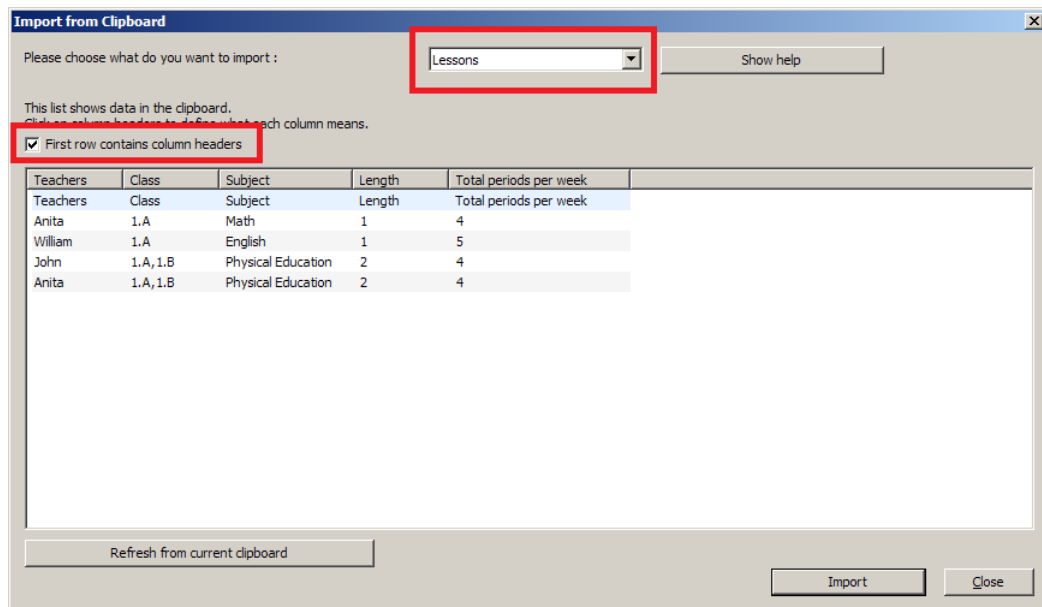 Import from Clipboard
Please choose what do you want to import :
Lessons
Show help
This list shows data in the clipboard.
Click on column headers to define what each column means.
First row contains column headers
Teachers Class Subject Length Total periods per week
Teachers Class Subject Length Total periods per week
Anita 1.A Math 1 4
William 1.A English 1 5
John 1.A,1.B Physical Education 2 4
Anita 1.A,1.B Physical Education 2 4
Refresh from current clipboard
Import
Close